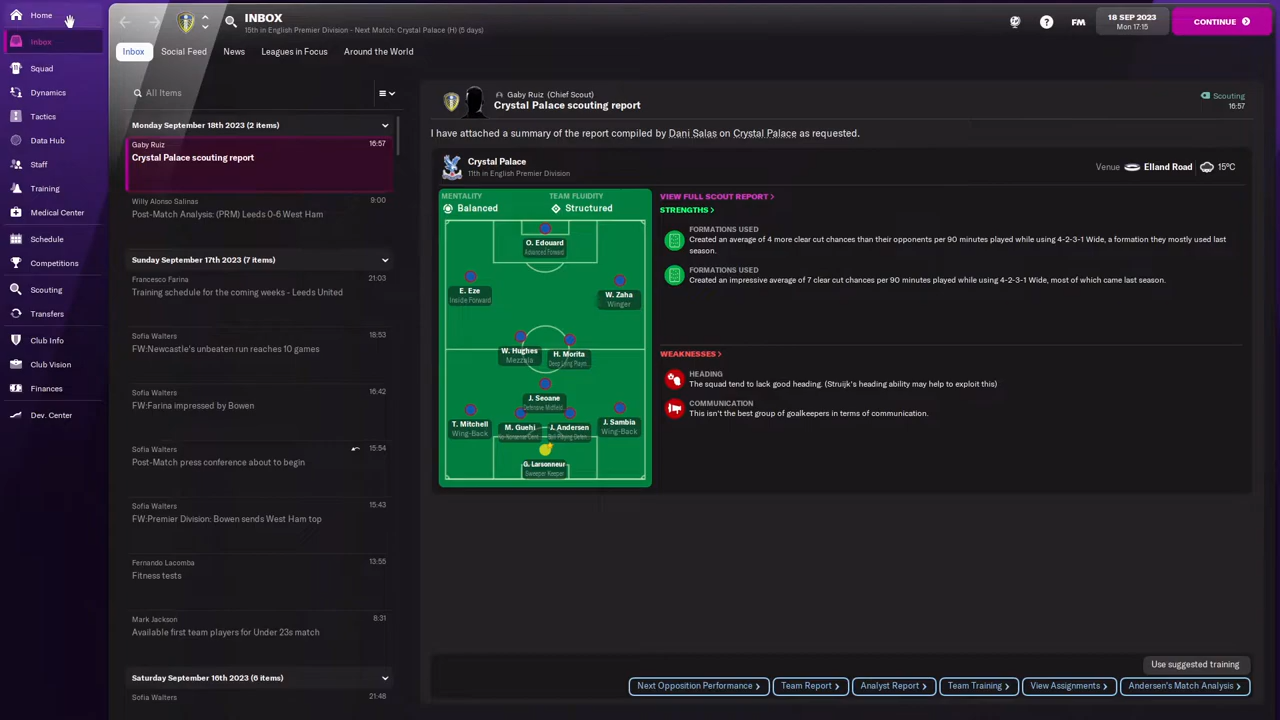 Home
Inbox
Squad
Dynamics
Tactics
Data Hub
Staff
Training
Medical Center
Schedule
Competitions
Scouting
Transfers
Club Info
Club Vision
Finances
Dev. Center
INBOX
15th in English Premier Division - Next Match: Crystal Palace (H) (5 days)
FM
18 SEP 2023
Mon 17:15
CONTINUE
Inbox Social Feed News Leagues in Focus Around the World
All Items
Monday September 18th 2023 (2 items)
Gaby Ruiz 16:57
Crystal Palace scouting report
Willy Alonso Salinas 9:00
Post-Match Analysis: (PRM) Leeds 0-6 West Ham
Sunday September 17th 2023 (7 items)
Francesco Farina 21:03
Training schedule for the coming weeks - Leeds United
Sofia Walters 18:53
FW:Newcastle's unbeaten run reaches 10 games
Sofia Walters 16:42
FW:Farina impressed by Bowen
Sofia Walters 15:54
Post-Match press conference about to begin
Sofia Walters 15:43
FW:Premier Division: Bowen sends West Ham top
Fernando Lacomba 13:55
Fitness tests
Mark Jackson 8:31
Available first team players for Under 23s match
Saturday September 16th 2023 (6 items)
Sofia Walters 21:48
Gaby Ruiz (Chief Scout)
Crystal Palace scouting report
Scouting
16:57
I have attached a summary of the report compiled by Dani Salas on Crystal Palace as requested.
Crystal Palace
11th in English Premier Division
Venue Elland Road 15ºC
MENTALITY TEAM FLUIDITY
Balanced Structured
O. Edouard
Advanced Forward
E. Eze
Inside Forward
W. Zaha
Winger
W. Hughes
Mezzala
H. Morita
Deep Lying Playm..
J. Seoane
Defensive Midfiel..
T. Mitchell
Wing-Back
M. Guehi
J. Andersen
Ball Playing Defen..
J. Sambia
Wing-Back
G. Larsonneur
Sweeper Keeper
VIEW FULL SCOUT REPORT >
STRENGTHS >
FORMATIONS USED
Created an average of 4 more clear cut chances than their opponents per 90 minutes played while using 4-2-3-1 Wide, a formation they mostly used last
season.
FORMATIONS USED
Created an impressive average of 7 clear cut chances per 90 minutes played while using 4-2-3-1 Wide, most of which came last season.
WEAKNESSES >
HEADING
The squad tend to lack good heading. (Struijk's heading ability may help to exploit this)
COMMUNICATION
This isn't the best group of goalkeepers in terms of communication.
Use suggested training
Next Opposition Performance > Team Report > Analyst Report > Team Training > View Assignments > Andersen's Match Analysis >